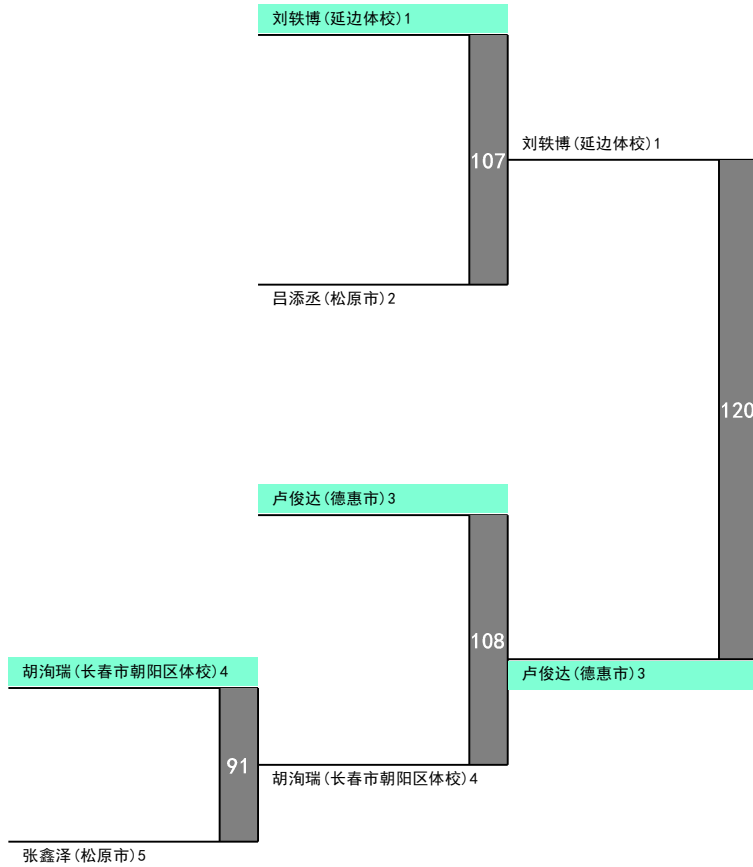 刘轶博(延边体校)1
刘轶博(延边体校)1
107
吕添丞(松原市)2
120
卢俊达(德惠市)3
108
胡洵瑞(长春市朝阳区体校)4
卢俊达(德惠市)3
91
胡洵瑞(长春市朝阳区体校)4
张鑫泽(松原市)5